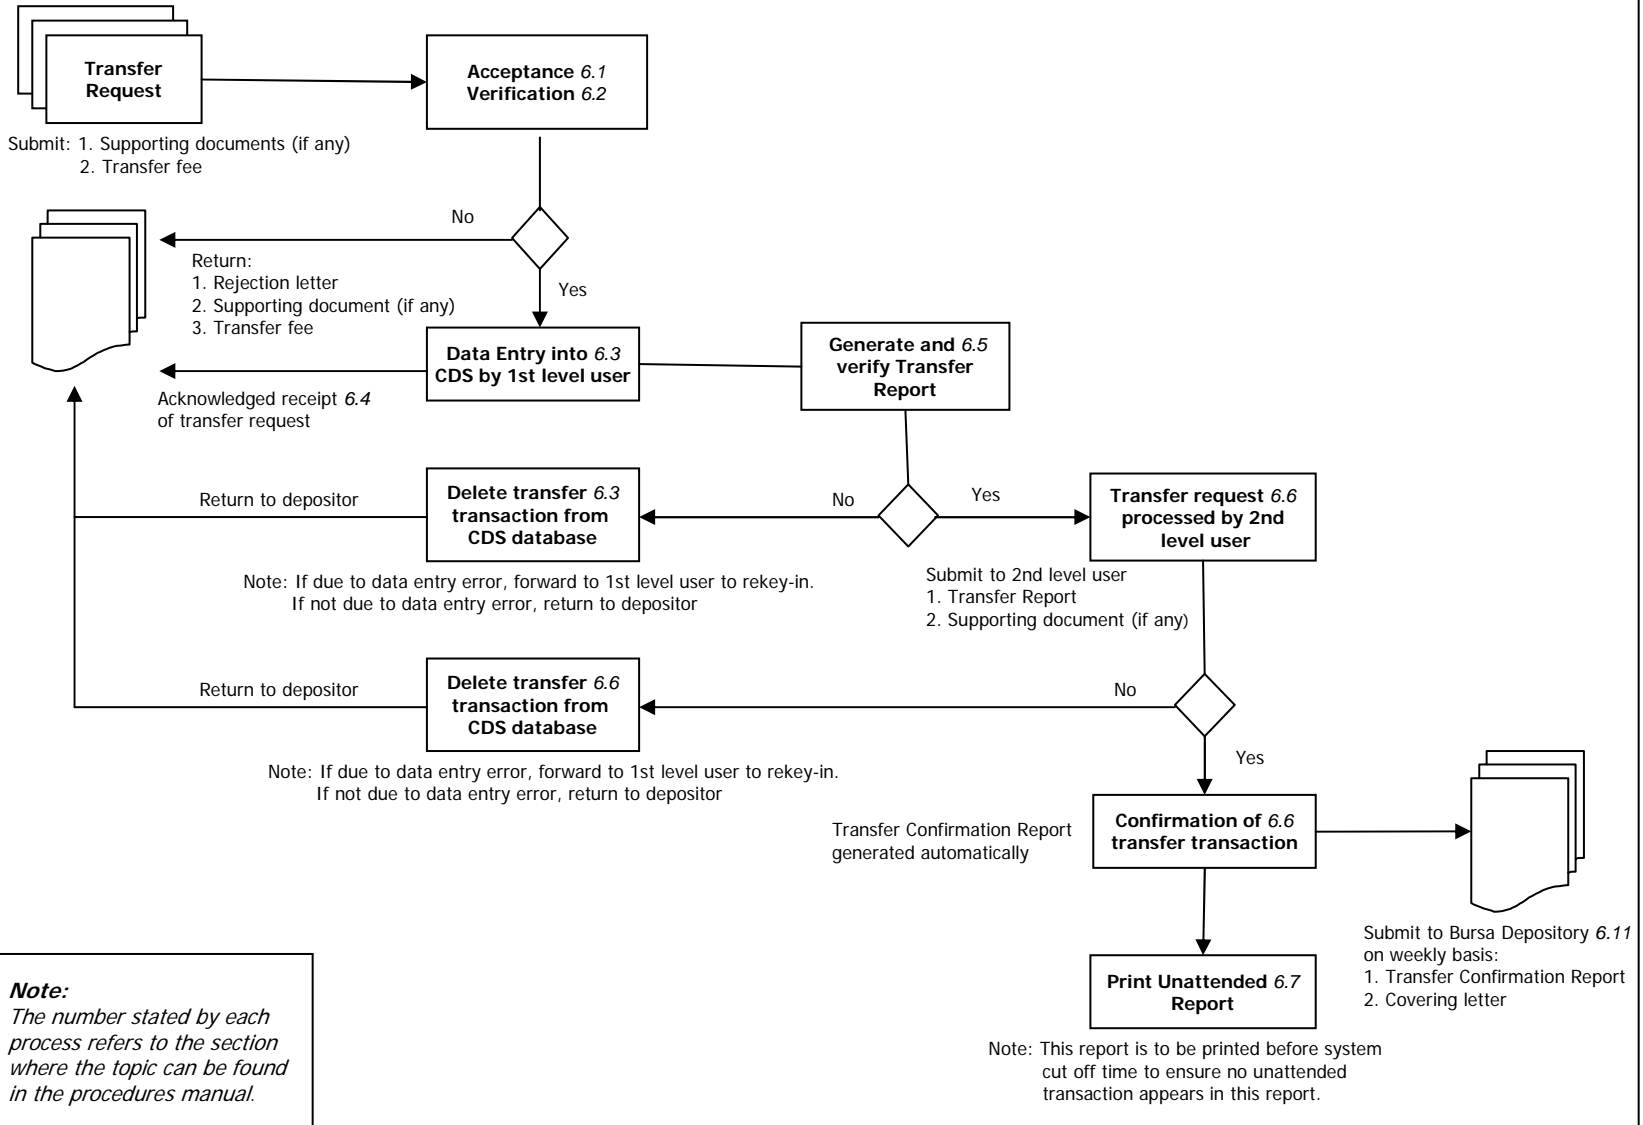 Transfer
Request
Acceptance 6.1
Verification 6.2
Submit: 1. Supporting documents (if any)
2. Transfer fee
No
Return:
1. Rejection letter
2. Supporting document (if any)
3. Transfer fee
Yes
Data Entry into 6.3
CDS by 1st level user
Generate and 6.5
verify Transfer
Report
Acknowledged receipt 6.4
of transfer request
Return to depositor
Delete transfer 6.3
transaction from
CDS database
No
Yes
Transfer request 6.6
processed by 2nd
level user
Note: If due to data entry error, forward to 1st level user to rekey-in.
If not due to data entry error, return to depositor
Submit to 2nd level user
1. Transfer Report
2. Supporting document (if any)
Return to depositor
Delete transfer 6.6
transaction from
CDS database
No
Yes
Note: If due to data entry error, forward to 1st level user to rekey-in.
If not due to data entry error, return to depositor
Transfer Confirmation Report
generated automatically
Confirmation of 6.6
transfer transaction
Submit to Bursa Depository 6.11
on weekly basis:
1. Transfer Confirmation Report
2. Covering letter
Print Unattended 6.7
Report
Note: This report is to be printed before system
cut off time to ensure no unattended
transaction appears in this report.
Note:
The number stated by each
process refers to the section
where the topic can be found
in the procedures manual.